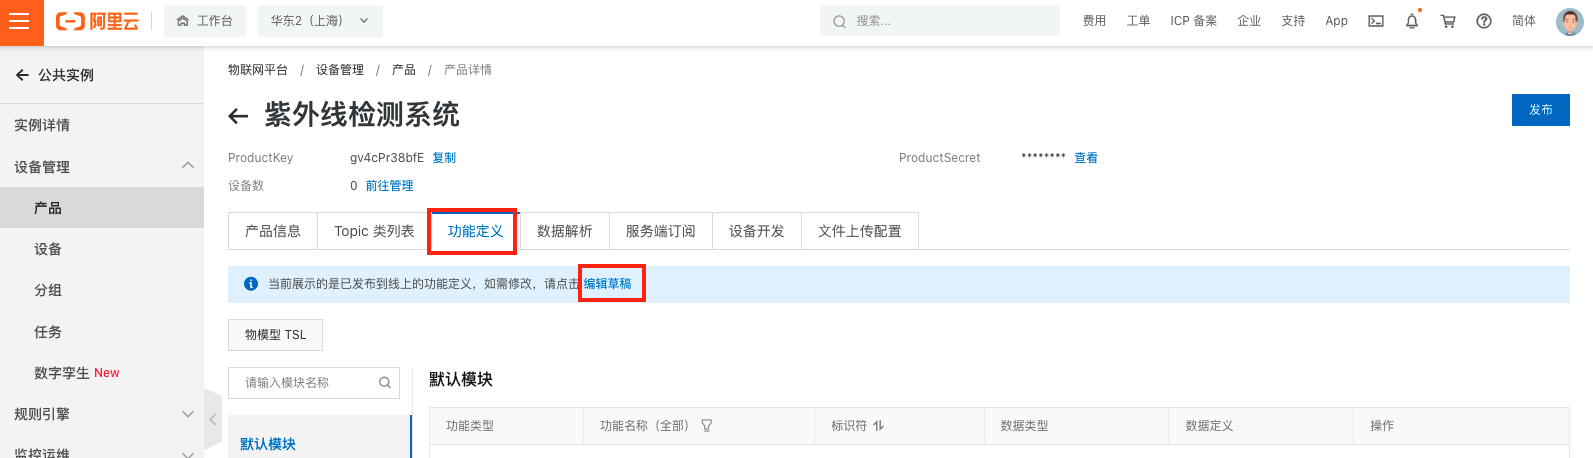 阿里云
工作台
华东2（上海）
搜索...
费用
工单
ICP 备案
企业
支持
App
简体
公共实例
实例详情
设备管理
产品
设备
分组
任务
数字孪生 New
规则引擎
监控运维
物联网平台 / 设备管理 / 产品 / 产品详情
紫外线检测系统
发布
ProductKey gv4cPr38bfE 复制
ProductSecret ******** 查看
设备数 0 前往管理
产品信息
Topic 类列表
功能定义
数据解析
服务端订阅
设备开发
文件上传配置
当前展示的是已发布到线上的功能定义，如需修改，请点击 编辑草稿
物模型 TSL
请输入模块名称
默认模块
默认模块
功能类型
功能名称（全部）
标识符
数据类型
数据定义
操作